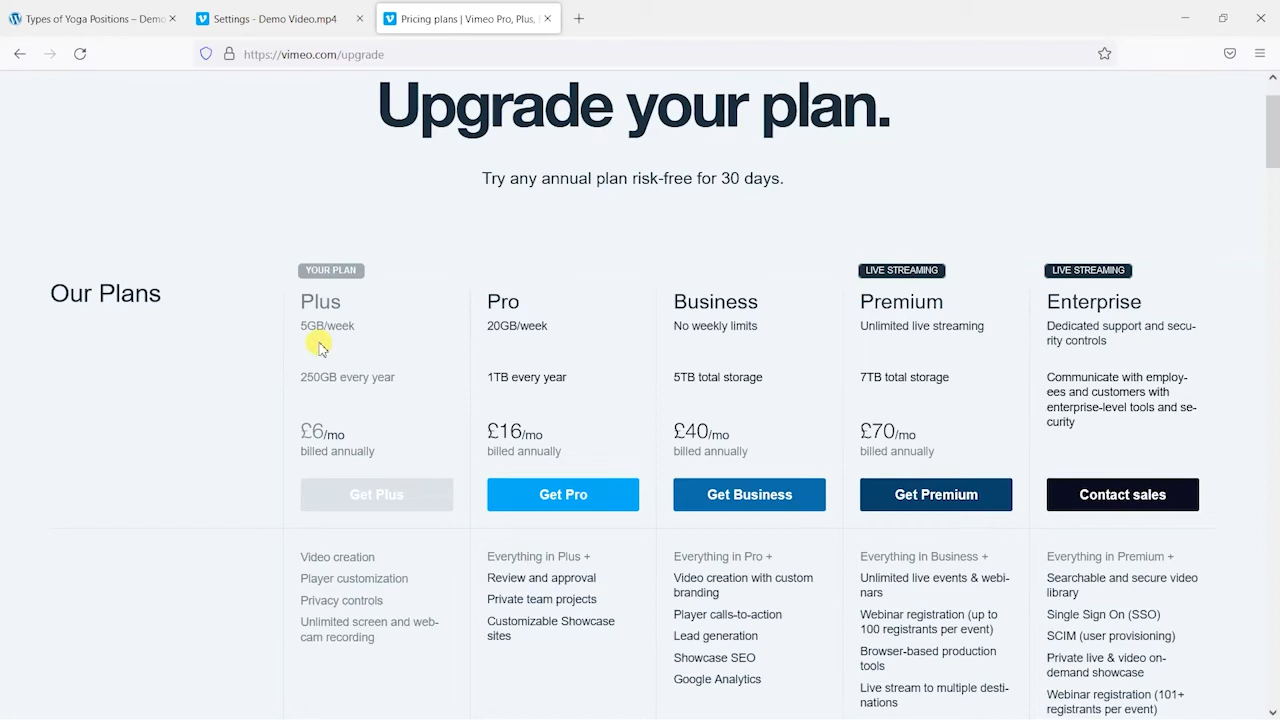 Types of Yoga Positions – Demo
Settings - Demo Video.mp4
Pricing plans | Vimeo Pro, Plus,
https://vimeo.com/upgrade
Upgrade your plan.
Try any annual plan risk-free for 30 days.
Our Plans
YOUR PLAN
Plus
5GB/week
250GB every year
£6/mo
billed annually
Get Plus
Video creation
Player customization
Privacy controls
Unlimited screen and web-
cam recording
Pro
20GB/week
1TB every year
£16/mo
billed annually
Get Pro
Everything in Plus +
Review and approval
Private team projects
Customizable Showcase
sites
Business
No weekly limits
5TB total storage
£40/mo
billed annually
Get Business
Everything in Pro +
Video creation with custom
branding
Player calls-to-action
Lead generation
Showcase SEO
Google Analytics
LIVE STREAMING
Premium
Unlimited live streaming
7TB total storage
£70/mo
billed annually
Get Premium
Everything in Business +
Unlimited live events & webi-
nars
Webinar registration (up to
100 registrants per event)
Browser-based production
tools
Live stream to multiple desti-
nations
LIVE STREAMING
Enterprise
Dedicated support and secu-
rity controls
Communicate with employ-
ees and customers with
enterprise-level tools and se-
curity
Contact sales
Everything in Premium +
Searchable and secure video
library
Single Sign On (SSO)
SCIM (user provisioning)
Private live & video on-
demand showcase
Webinar registration (101+
registrants per event)